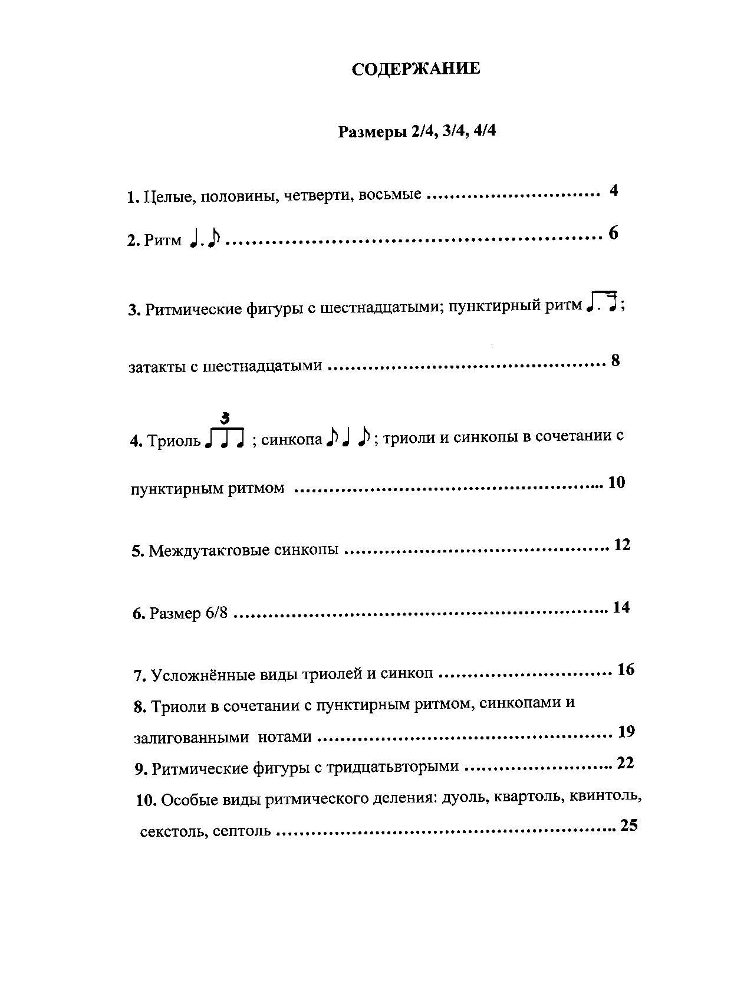 СОДЕРЖАНИЕ
Размеры 2/4, 3/4, 4/4
1. Целые, половины, четверти, восьмые .............................. 4
2. Ритм ♩. ♪ ................................................................ 6
3. Ритмические фигуры с шестнадцатыми; пунктирный ритм ♫ ;
затакты с шестнадцатыми ................................................ 8
3
4. Триоль ♫♪ ; синкопа ♪ ♩ ♪ ; триоли и синкопы в сочетании с
пунктирным ритмом ..................................................... 10
5. Междутактовые синкопы .............................................. 12
6. Размер 6/8 ................................................................ 14
7. Усложнённые виды триолей и синкоп .............................. 16
8. Триоли в сочетании с пунктирным ритмом, синкопами и
залигованными нотами ................................................... 19
9. Ритмические фигуры с тридцатьвторыми .......................... 22
10. Особые виды ритмического деления: дуоль, квартоль, квинтоль,
секстоль, септоль .......................................................... 25